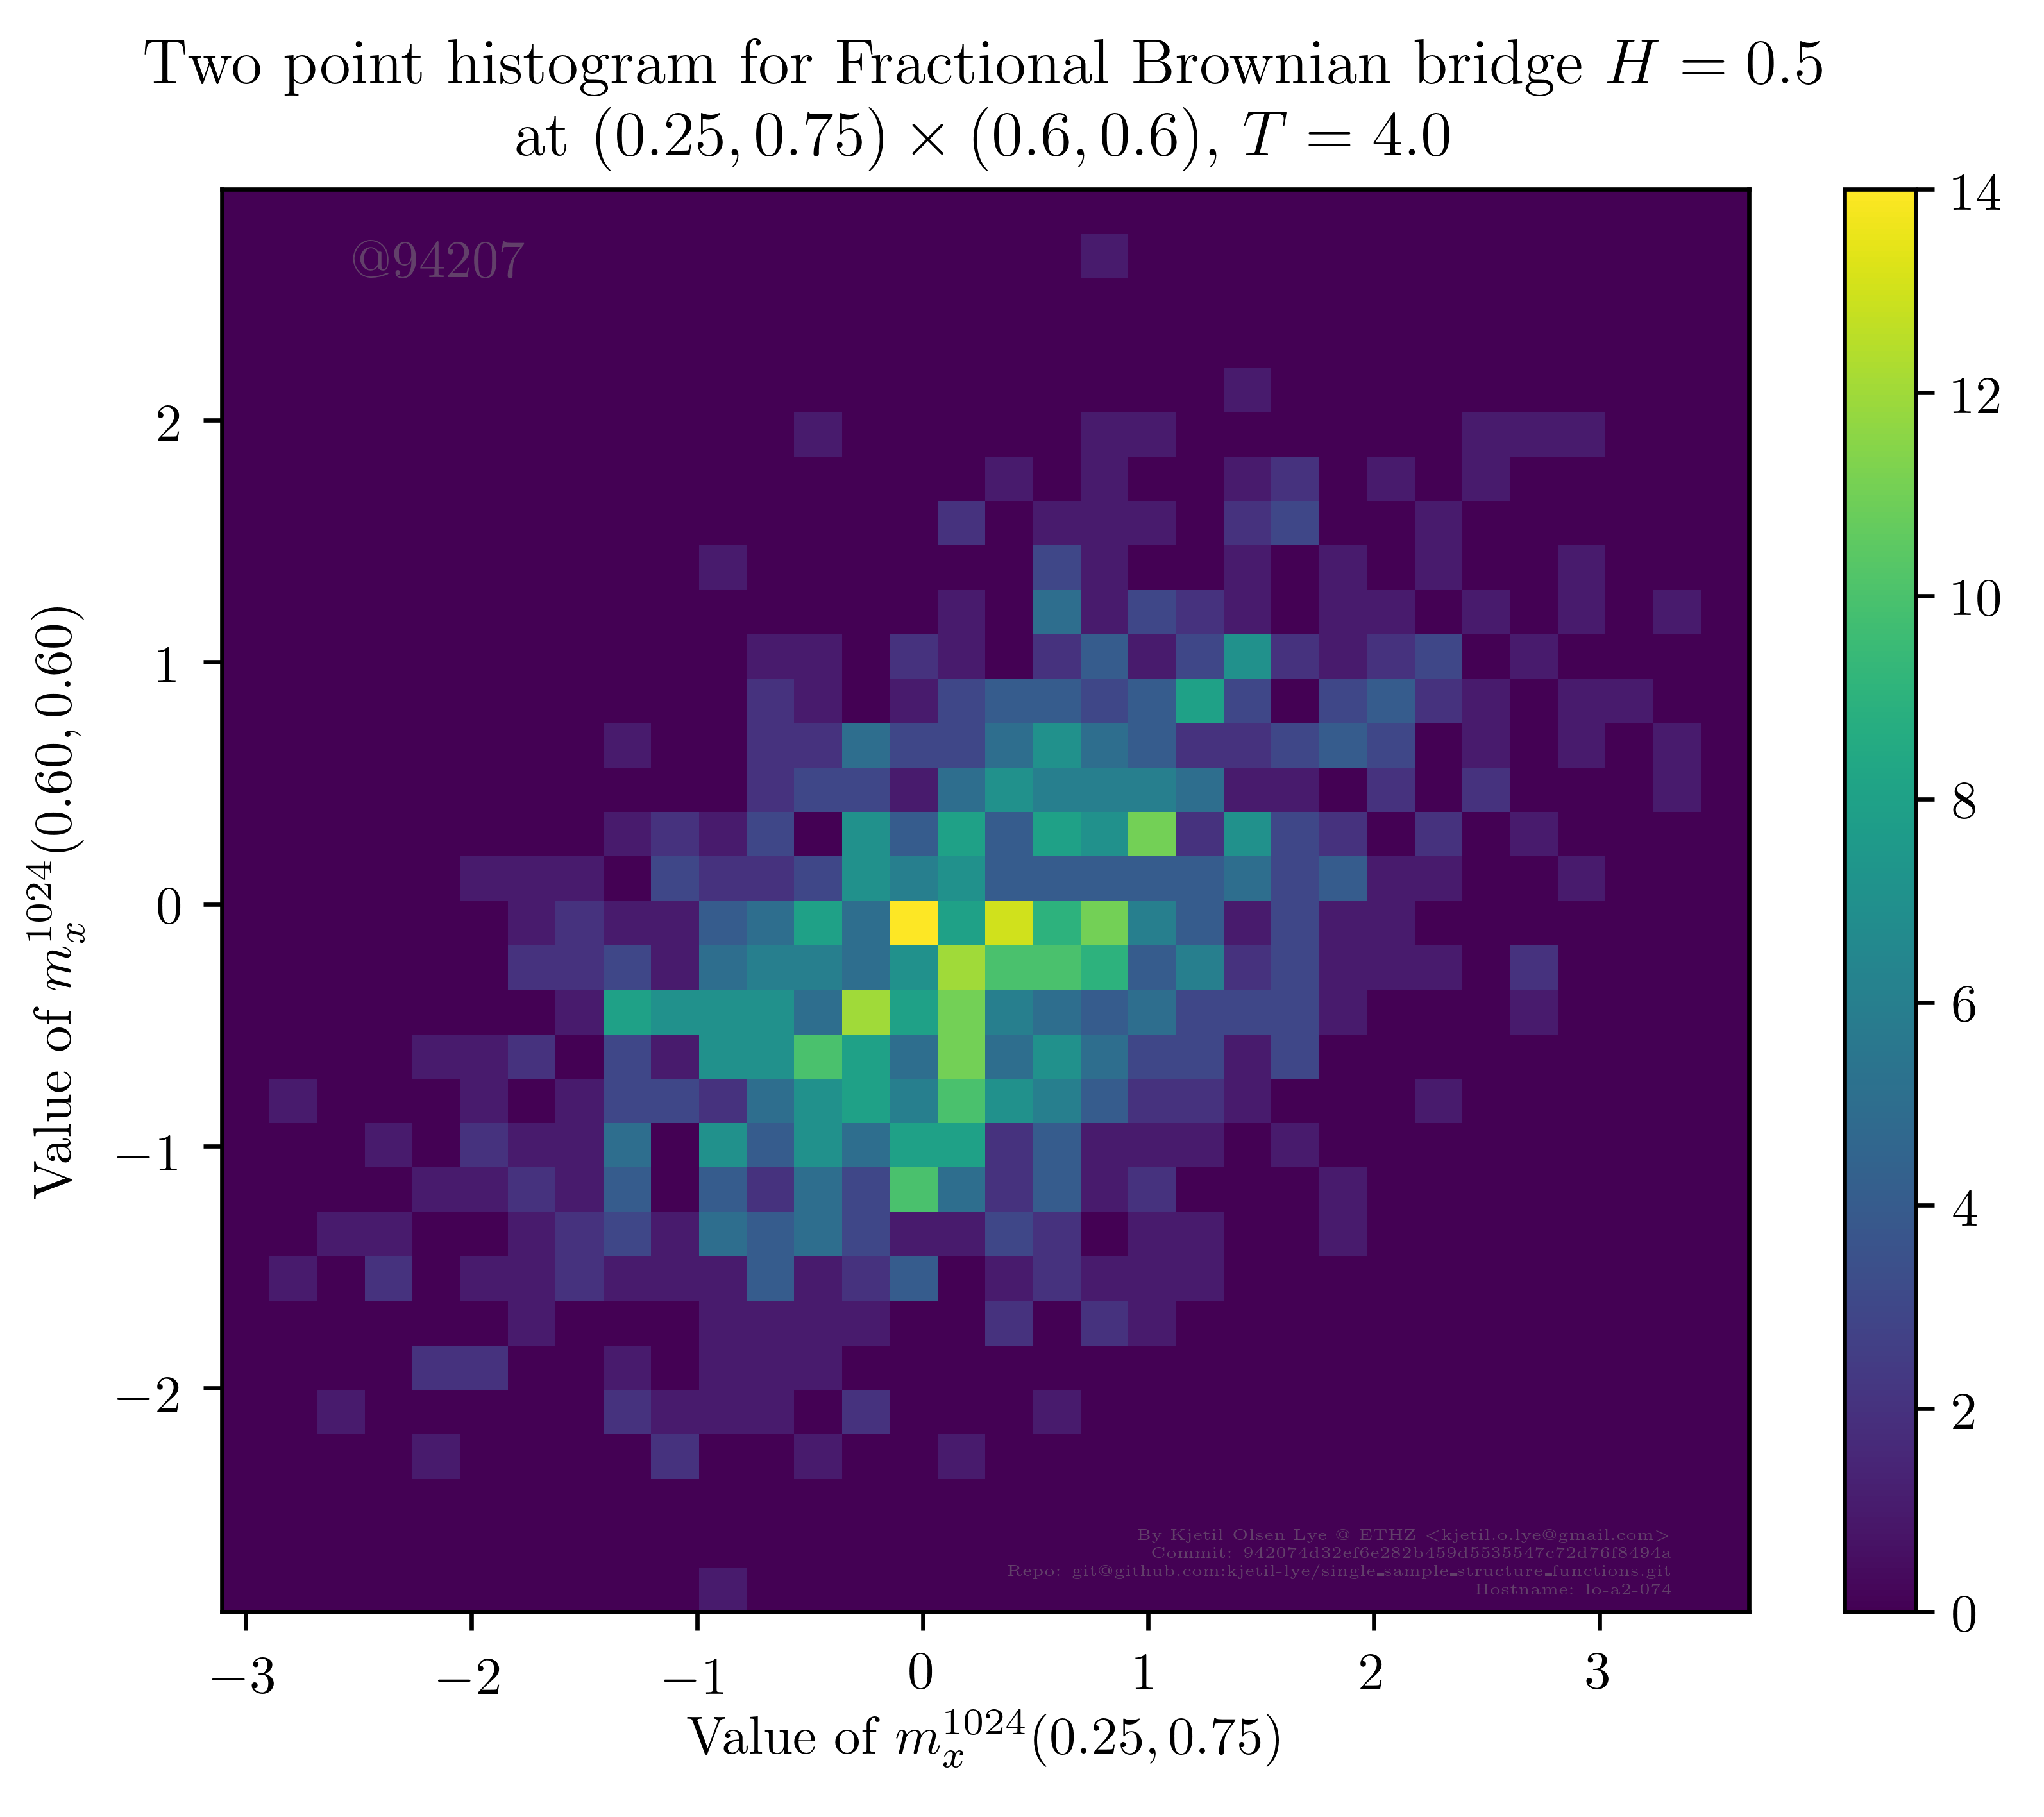 Two point histogram for Fractional Brownian bridge H = 0.5
at (0.25, 0.75) × (0.6, 0.6), T = 4.0
@94207
14
12
10
8
6
4
2
0
2
1
0
−1
−2
Value of m_x^1024(0.60, 0.60)
By Kjetil Olsen Lye @ ETHZ <kjetil.o.lye@gmail.com>
Commit: 942074d32ef6e282b459d5535547c72d76f8494a
Repo: git@github.com:kjetil-lye/single_sample_structure_functions.git
Hostname: lo-a2-074
−3 −2 −1 0 1 2 3
Value of m_x^1024(0.25, 0.75)